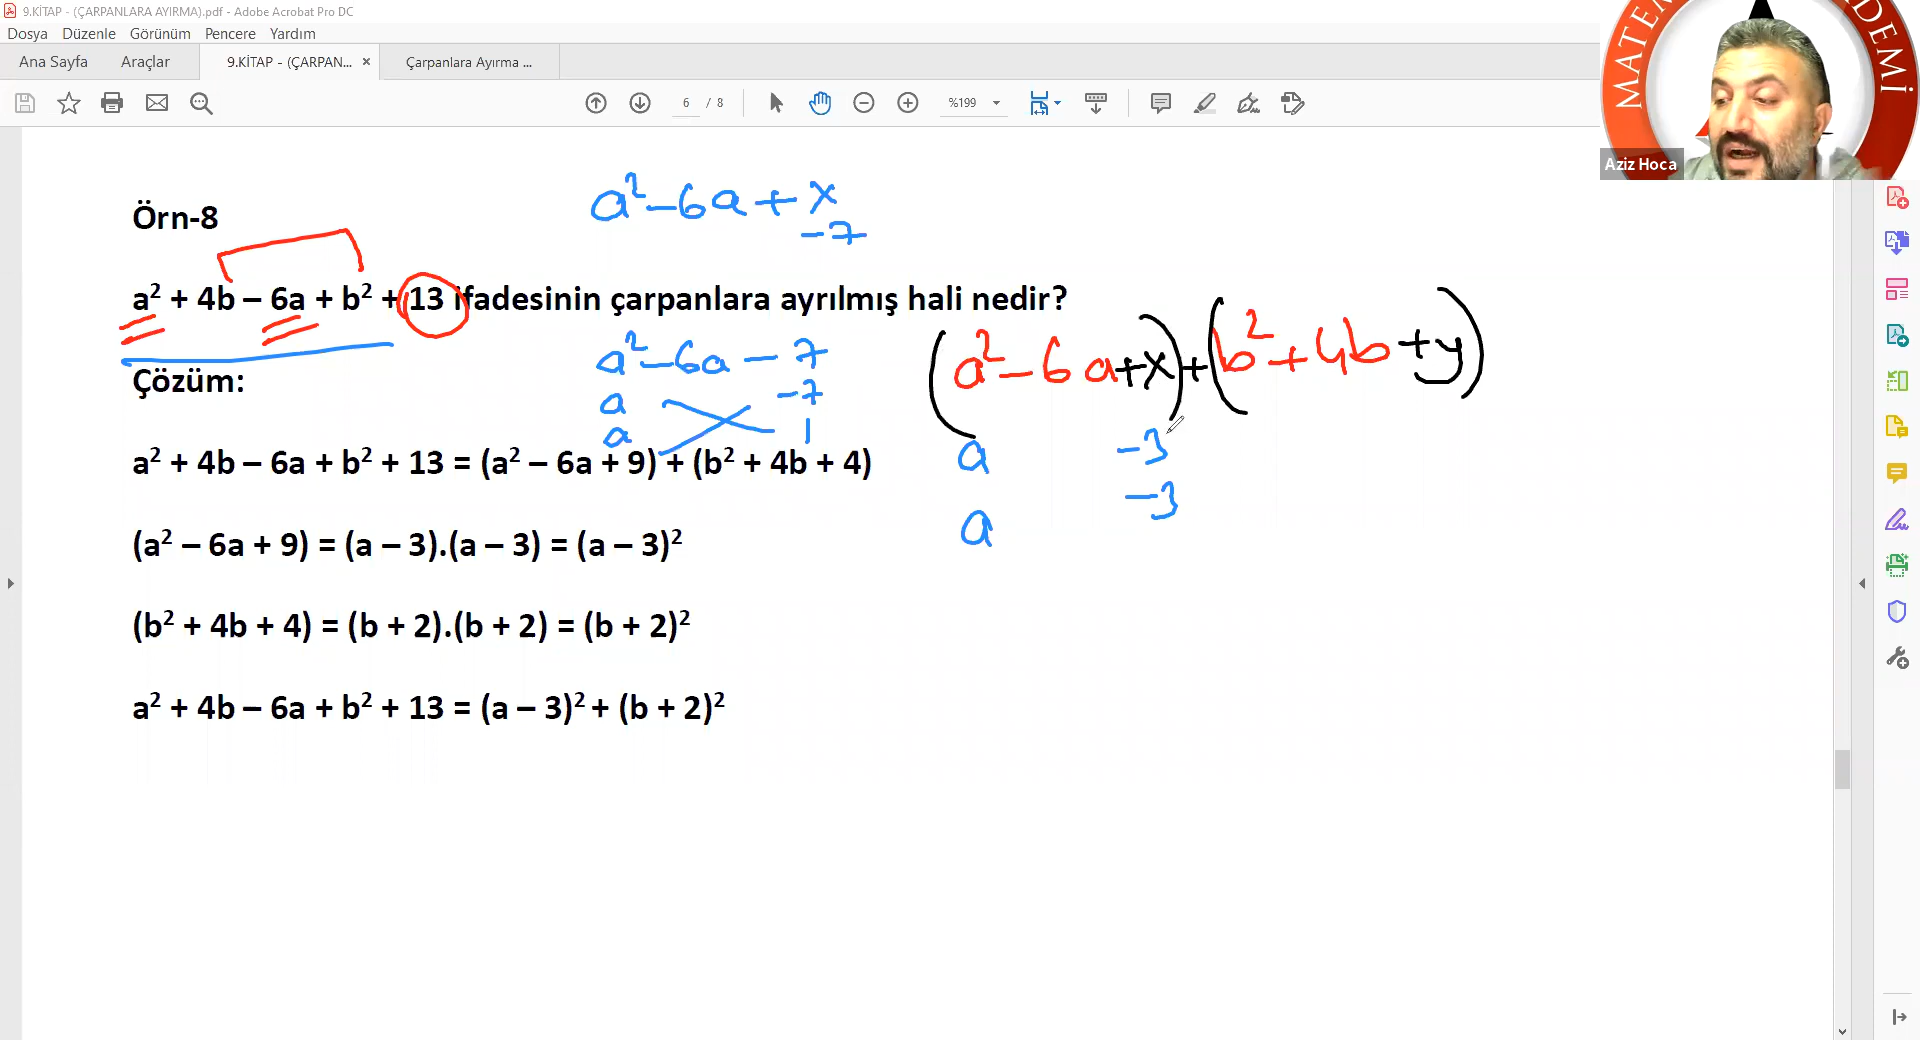 9.KİTAP - (ÇARPANLARA AYIRMA).pdf - Adobe Acrobat Pro DC
Dosya Düzenle Görünüm Pencere Yardım
Ana Sayfa Araçlar 9.KİTAP - (ÇARPAN... × Çarpanlara Ayırma ...
6 / 8 %199
Aziz Hoca
a² – 6a + x
–7
Örn-8
a² + 4b – 6a + b² + 13 ifadesinin çarpanlara ayrılmış hali nedir?
a² – 6a – 7
a –7
a 1
(a² – 6a + x) + (b² + 4b + y)
a –3
a –3
Çözüm:
a² + 4b – 6a + b² + 13 = (a² – 6a + 9) + (b² + 4b + 4)
(a² – 6a + 9) = (a – 3).(a – 3) = (a – 3)²
(b² + 4b + 4) = (b + 2).(b + 2) = (b + 2)²
a² + 4b – 6a + b² + 13 = (a – 3)² + (b + 2)²